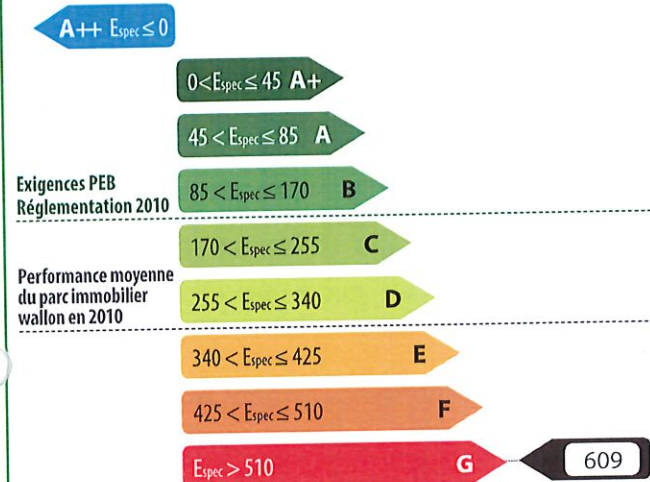 A++ Espec ≤ 0
0<Espec ≤ 45 A+
45 < Espec ≤ 85 A
Exigences PEB
Réglementation 2010
85 < Espec ≤ 170 B
170 < Espec ≤ 255 C
Performance moyenne
du parc immobilier
wallon en 2010
255 < Espec ≤ 340 D
340 < Espec ≤ 425 E
425 < Espec ≤ 510 F
Espec > 510 G
609